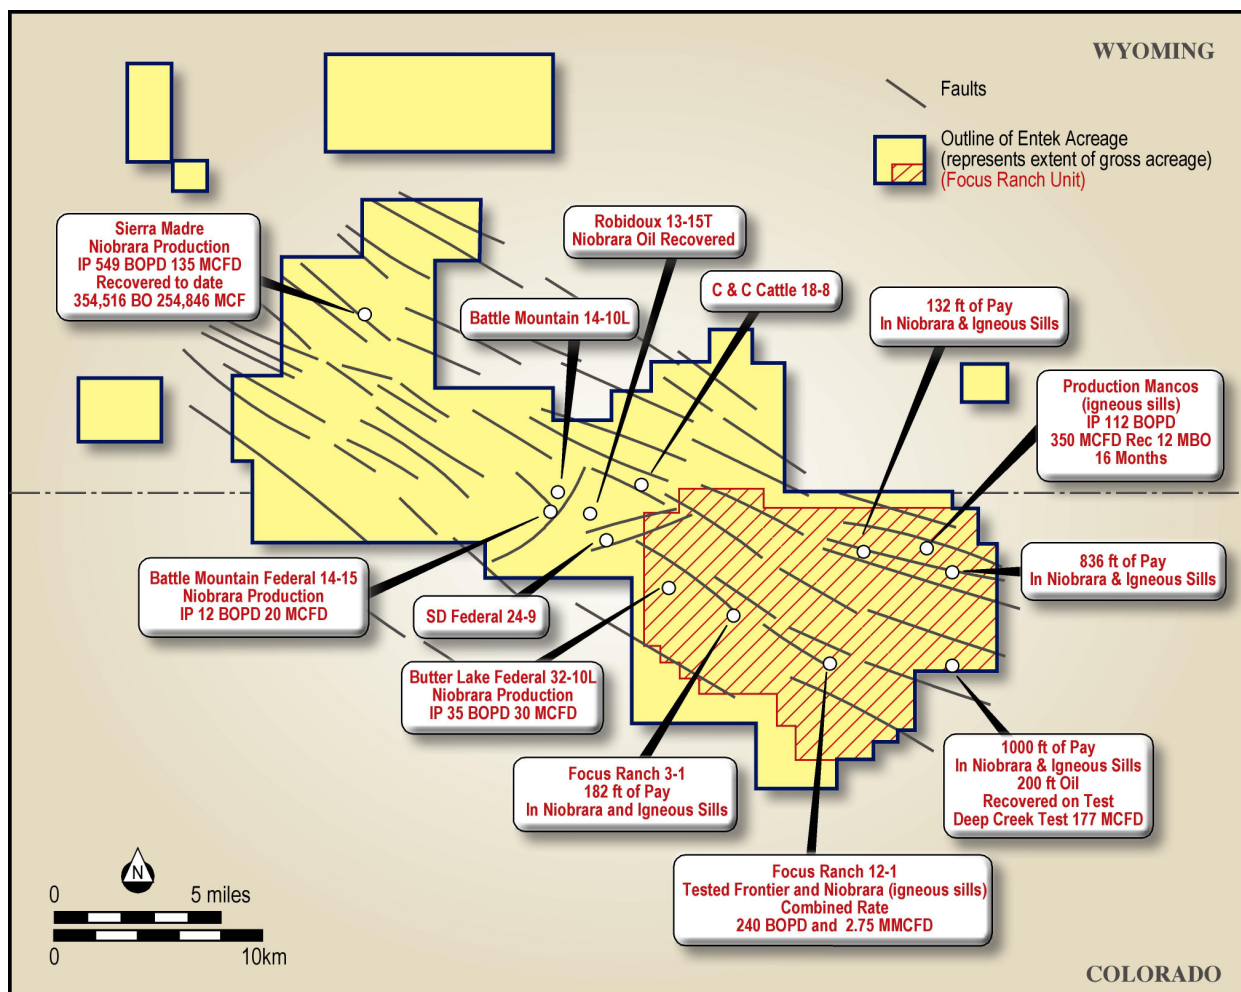 WYOMING
Faults
Outline of Entek Acreage
(represents extent of gross acreage)
(Focus Ranch Unit)
Sierra Madre
Niobrara Production
IP 549 BOPD 135 MCFD
Recovered to date
354,516 BO 254,846 MCF
Robidoux 13-15T
Niobrara Oil Recovered
Battle Mountain 14-10L
C & C Cattle 18-8
132 ft of Pay
In Niobrara & Igneous Sills
Production Mancos
(igneous sills)
IP 112 BOPD
350 MCFD Rec 12 MBO
16 Months
836 ft of Pay
In Niobrara & Igneous Sills
Battle Mountain Federal 14-15
Niobrara Production
IP 12 BOPD 20 MCFD
SD Federal 24-9
Butter Lake Federal 32-10L
Niobrara Production
IP 35 BOPD 30 MCFD
Focus Ranch 3-1
182 ft of Pay
In Niobrara and Igneous Sills
1000 ft of Pay
In Niobrara & Igneous Sills
200 ft Oil
Recovered on Test
Deep Creek Test 177 MCFD
Focus Ranch 12-1
Tested Frontier and Niobrara (igneous sills)
Combined Rate
240 BOPD and 2.75 MMCFD
N
0 5 miles
0 10km
COLORADO